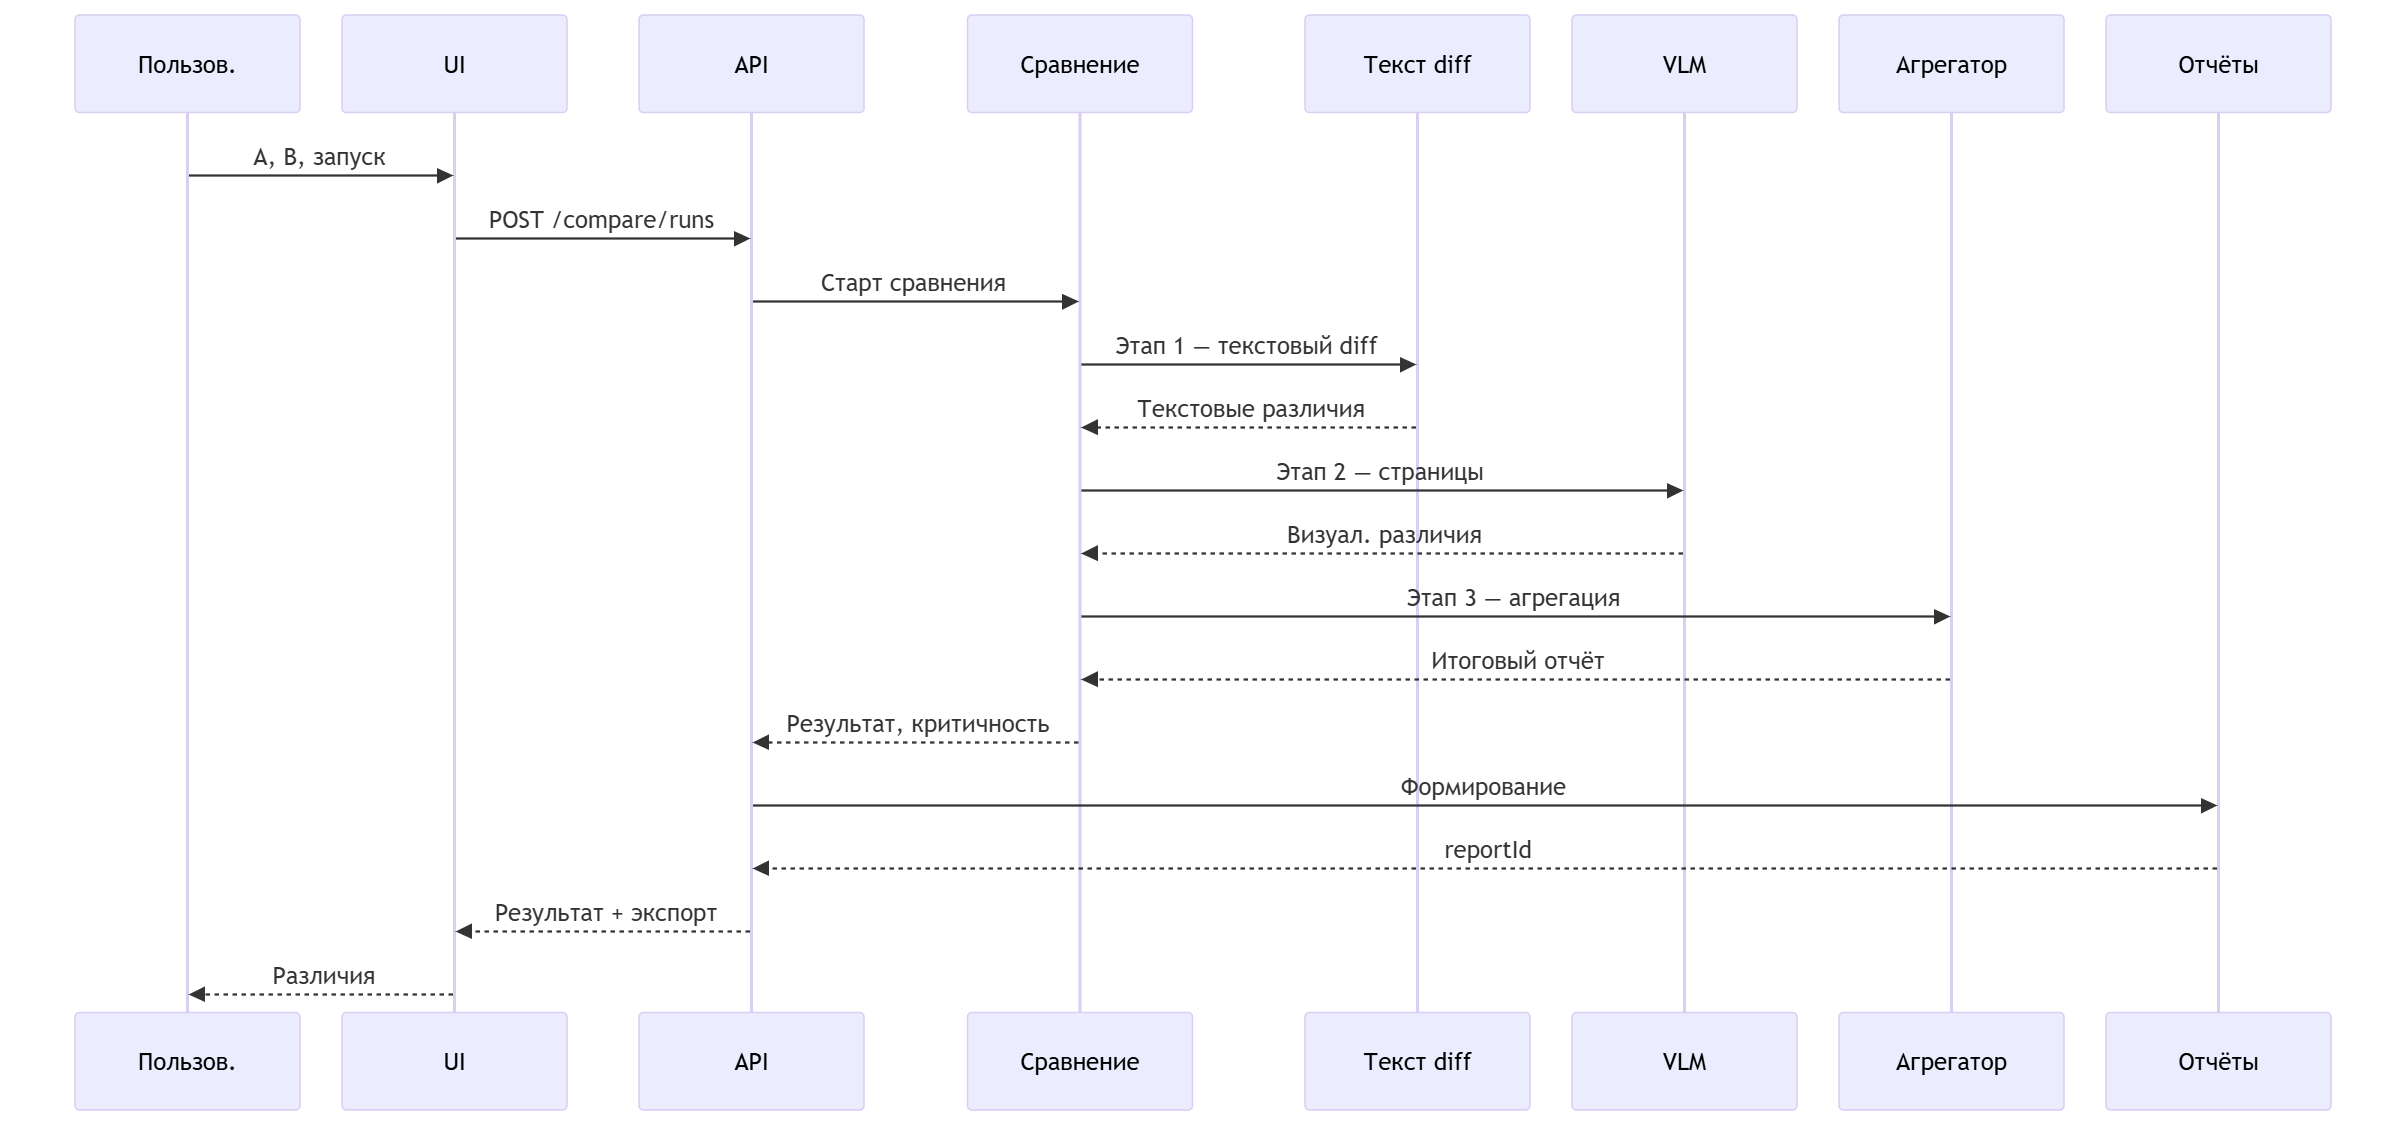 Пользов.
UI
API
Сравнение
Текст diff
VLM
Агрегатор
Отчёты
A, B, запуск
POST /compare/runs
Старт сравнения
Этап 1 — текстовый diff
Текстовые различия
Этап 2 — страницы
Визуал. различия
Этап 3 — агрегация
Итоговый отчёт
Результат, критичность
Формирование
reportId
Результат + экспорт
Различия
Пользов.
UI
API
Сравнение
Текст diff
VLM
Агрегатор
Отчёты